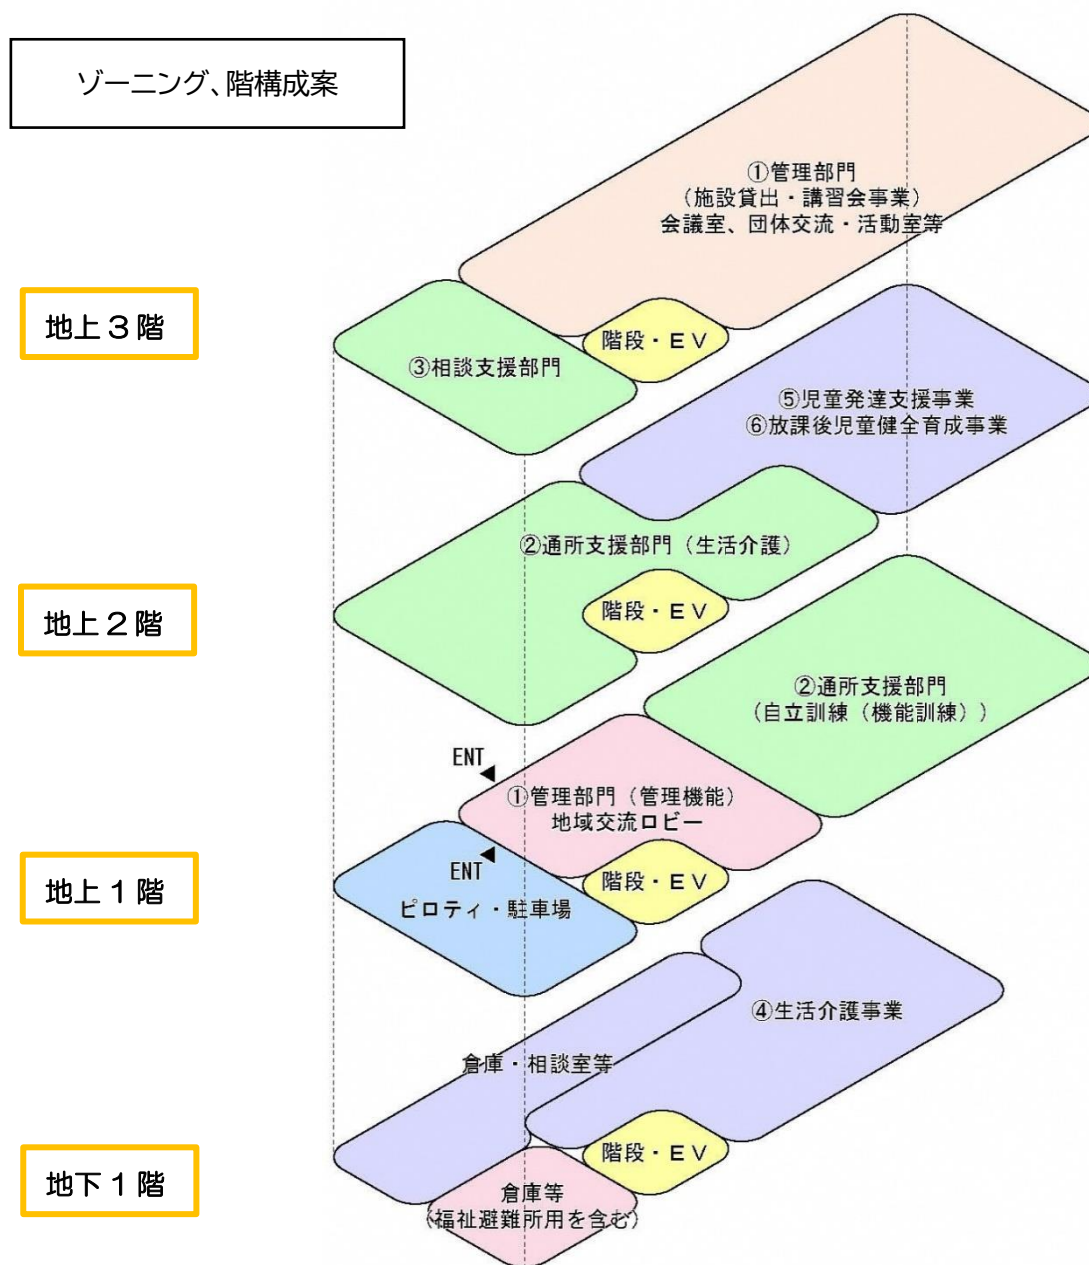 ゾーニング、階構成案
①管理部門
(施設貸出・講習会事業)
会議室、団体交流・活動室等
地上3階
階段・EV
③相談支援部門
⑤児童発達支援事業
⑥放課後児童健全育成事業
②通所支援部門(生活介護)
地上2階
階段・EV
②通所支援部門
(自立訓練(機能訓練))
ENT
①管理部門(管理機能)
地域交流ロビー
ENT
地上1階
階段・EV
ピロティ・駐車場
④生活介護事業
倉庫・相談室等
階段・EV
地下1階
倉庫等
(福祉避難所用を含む)